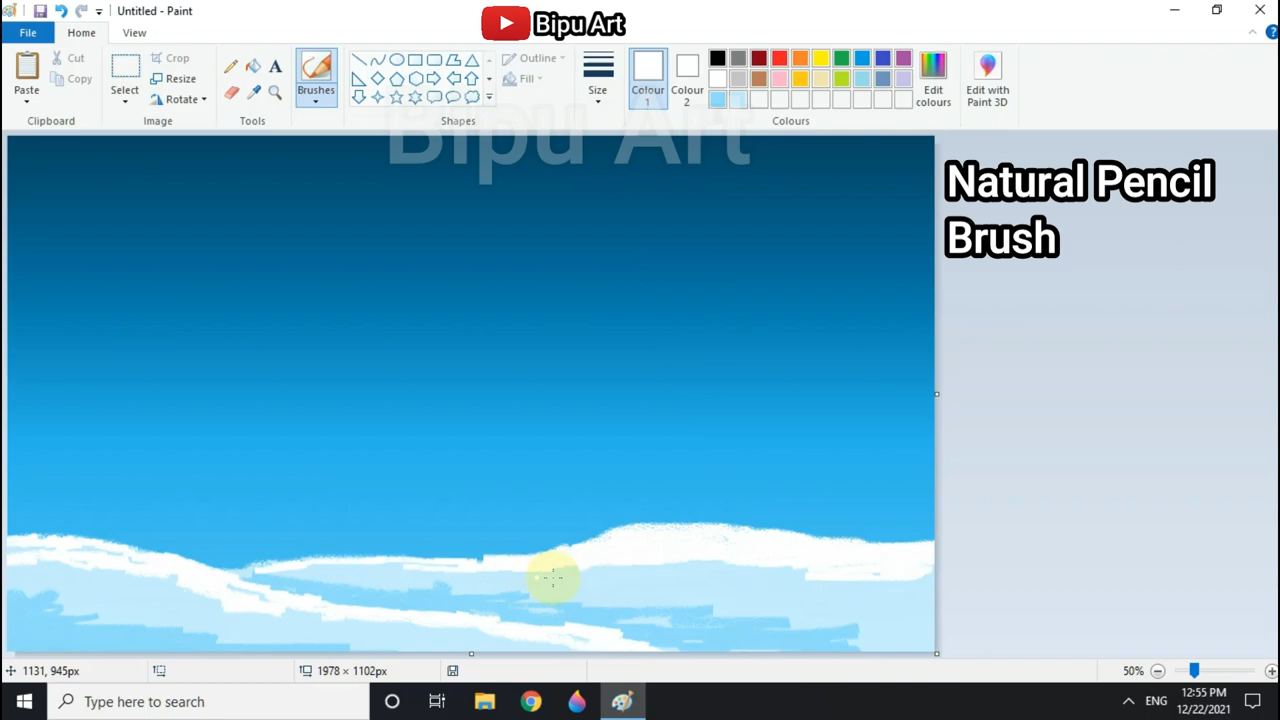 Untitled - Paint
Bipu Art
File
Home
View
Paste
Cut
Copy
Clipboard
Select
Crop
Resize
Rotate
Image
A
Tools
Brushes
Outline
Fill
Shapes
Size
Colour
1
Colour
2
Edit
colours
Colours
Edit with
Paint 3D
Bipu Art
Natural Pencil
Brush
1131, 945px
1978 × 1102px
50%
Type here to search
ENG
12:55 PM
12/22/2021